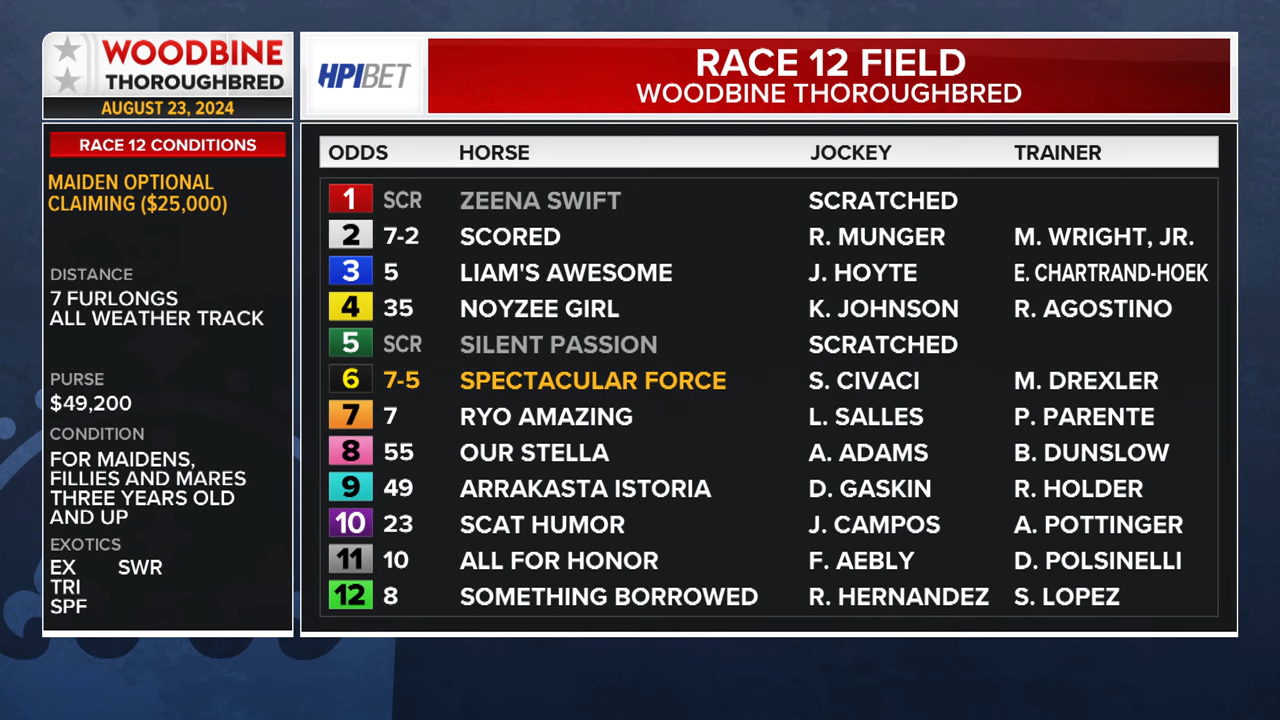 WOODBINE
THOROUGHBRED
AUGUST 23, 2024
HPIBET
RACE 12 FIELD
WOODBINE THOROUGHBRED
RACE 12 CONDITIONS
MAIDEN OPTIONAL
CLAIMING ($25,000)
DISTANCE
7 FURLONGS
ALL WEATHER TRACK
PURSE
$49,200
CONDITION
FOR MAIDENS,
FILLIES AND MARES
THREE YEARS OLD
AND UP
EXOTICS
EX SWR
TRI
SPF
ODDS HORSE JOCKEY TRAINER
1 SCR ZEENA SWIFT SCRATCHED
2 7-2 SCORED R. MUNGER M. WRIGHT, JR.
3 5 LIAM'S AWESOME J. HOYTE E. CHARTRAND-HOEK
4 35 NOYZEE GIRL K. JOHNSON R. AGOSTINO
5 SCR SILENT PASSION SCRATCHED
6 7-5 SPECTACULAR FORCE S. CIVACI M. DREXLER
7 7 RYO AMAZING L. SALLES P. PARENTE
8 55 OUR STELLA A. ADAMS B. DUNSLOW
9 49 ARRAKASTA ISTORIA D. GASKIN R. HOLDER
10 23 SCAT HUMOR J. CAMPOS A. POTTINGER
11 10 ALL FOR HONOR F. AEBLY D. POLSINELLI
12 8 SOMETHING BORROWED R. HERNANDEZ S. LOPEZ